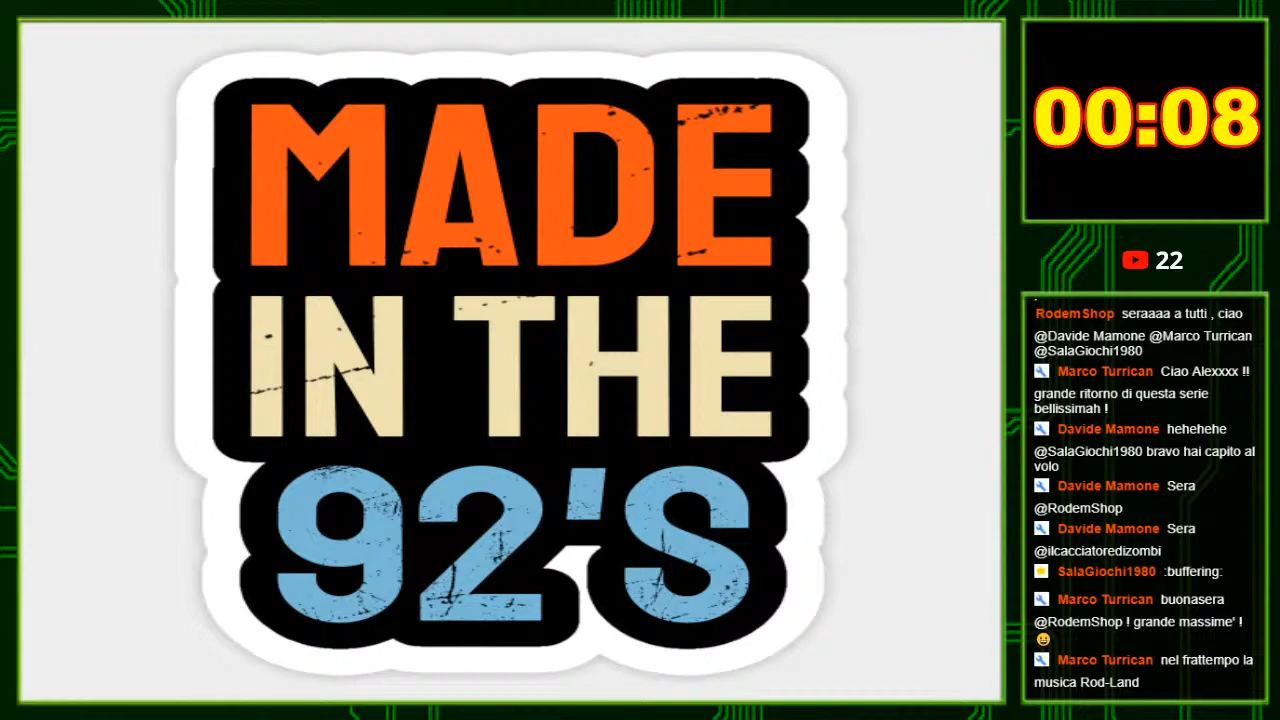 MADE
IN THE
92'S
00:08
22
RodemShop seraaaa a tutti , ciao
@Davide Mamone @Marco Turrican
@SalaGiochi1980
Marco Turrican Ciao Alexxxx !!
grande ritorno di questa serie
bellissimah !
Davide Mamone hehehehe
@SalaGiochi1980 bravo hai capito al
volo
Davide Mamone Sera
@RodemShop
Davide Mamone Sera
@ilcacciatoredizombi
SalaGiochi1980 :buffering:
Marco Turrican buonasera
@RodemShop ! grande massime' !
Marco Turrican nel frattempo la
musica Rod-Land